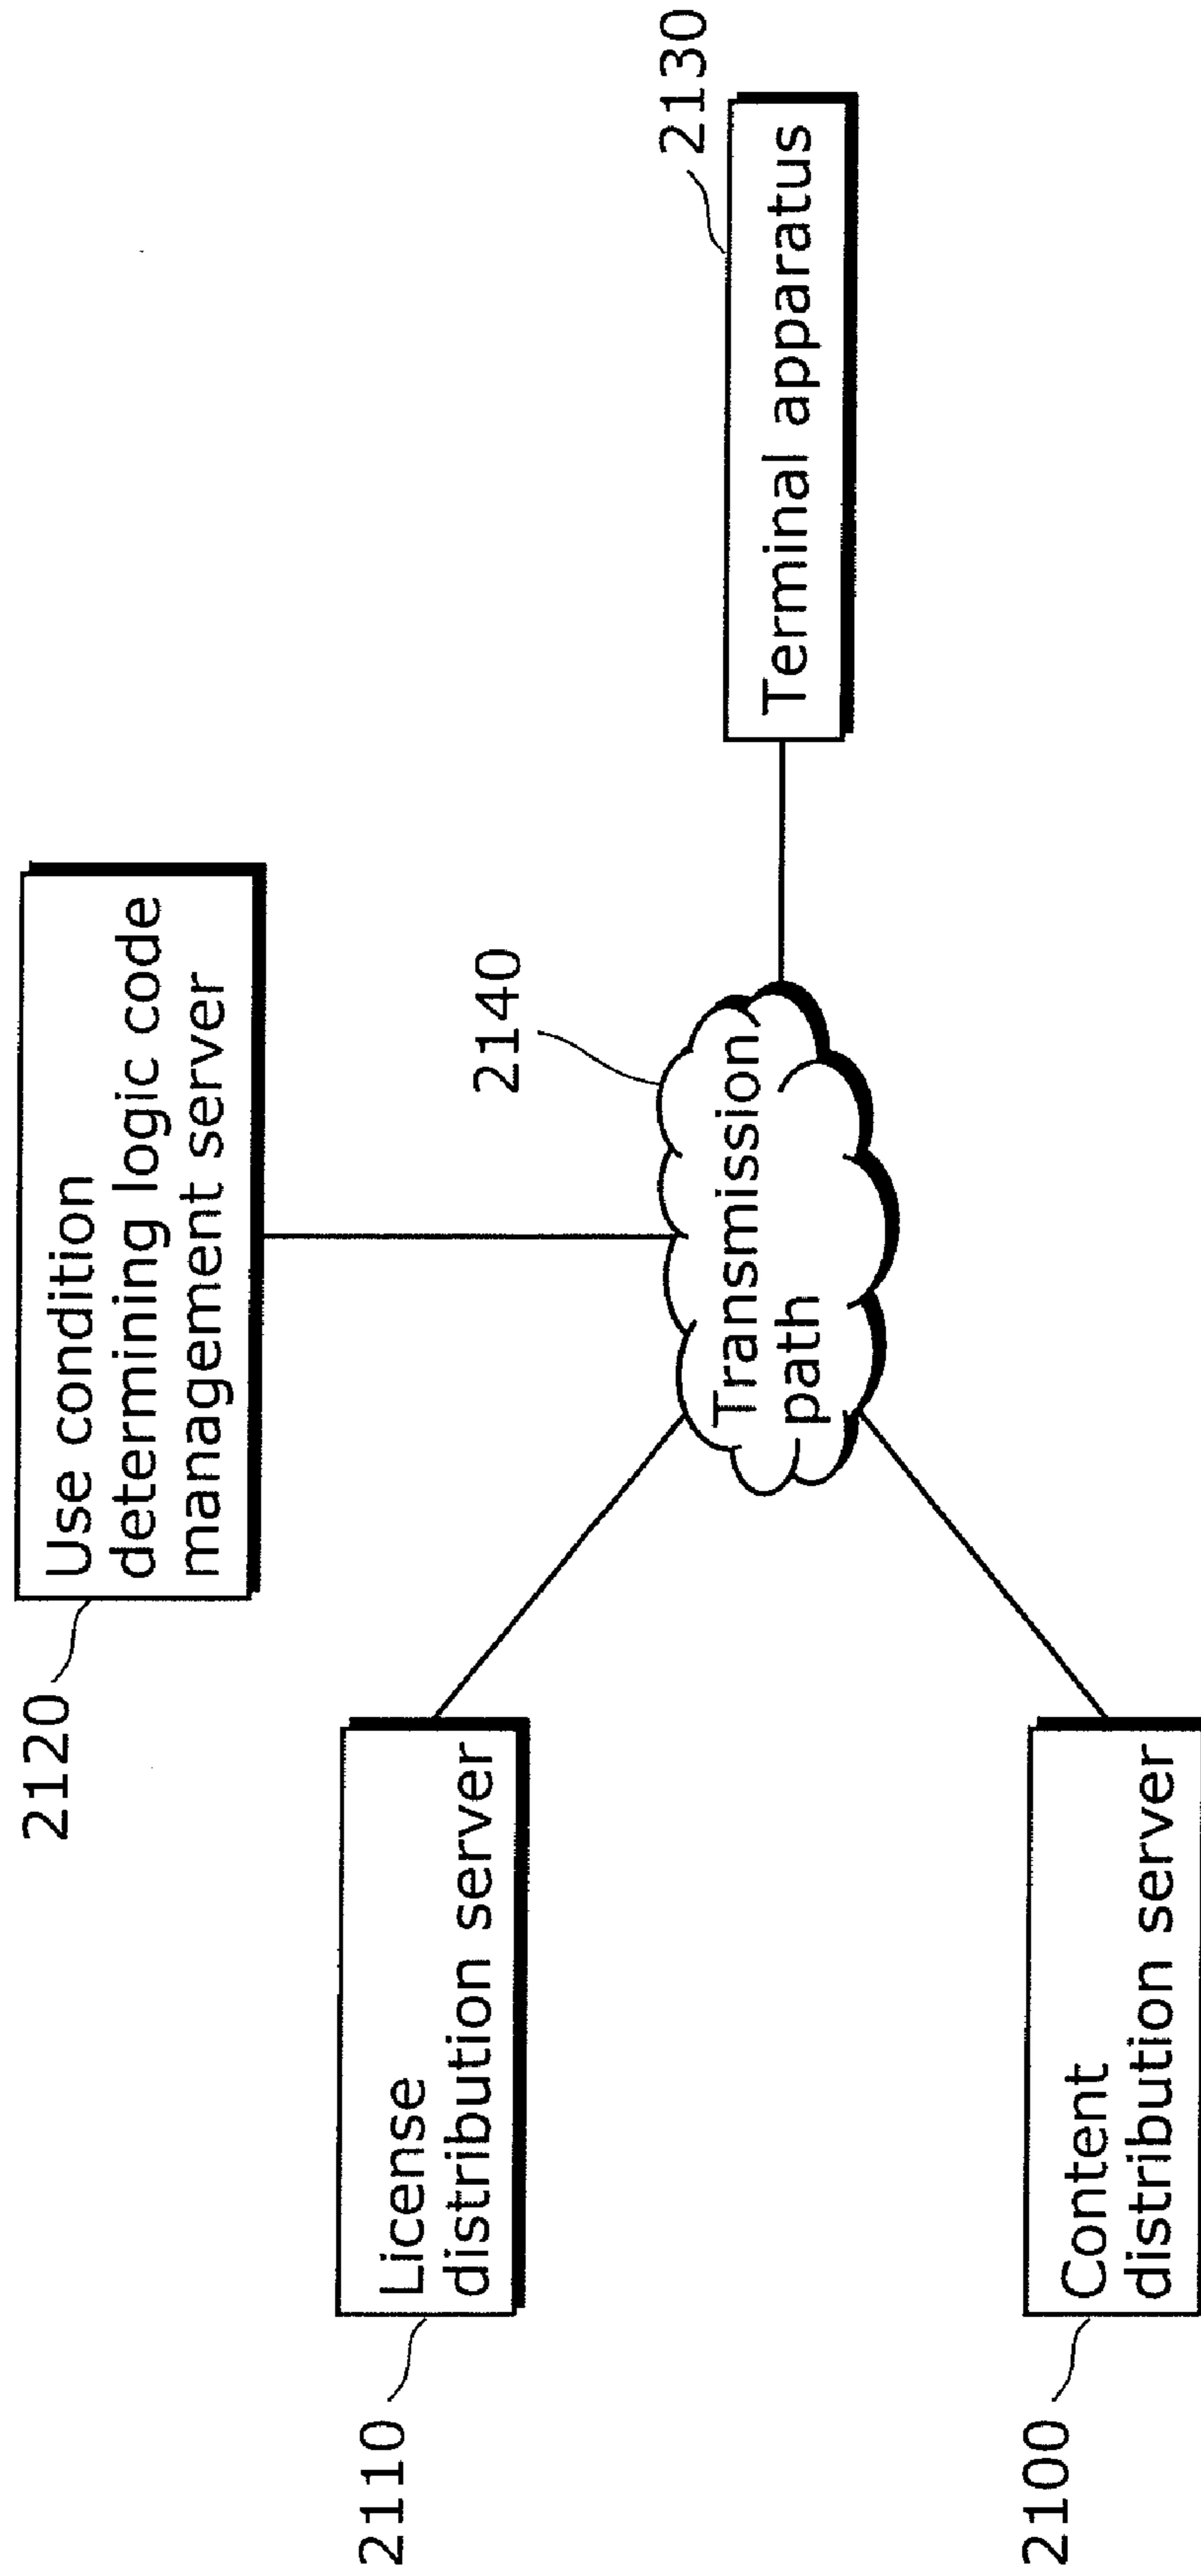 2120
Use condition
determining logic code
management server
2110
License
distribution server
2140
Transmission
path
2130
Terminal apparatus
2100
Content
distribution server